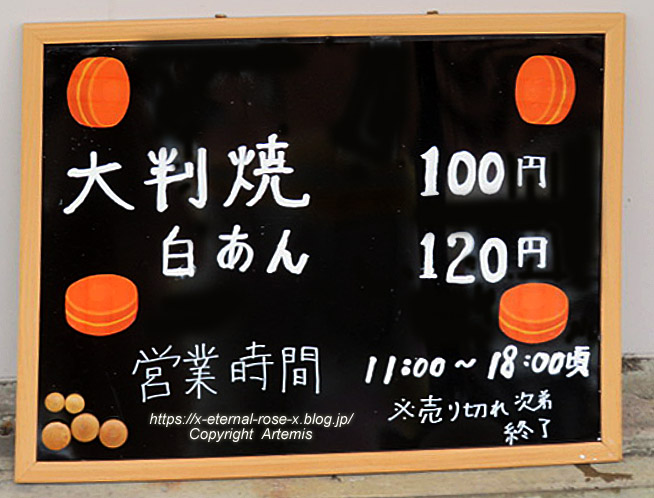 大判焼 100円
白あん 120円
営業時間 11:00～18:00頃
※売り切れ次第
終了
https://x-eternal-rose-x.blog.jp/
Copyright Artemis